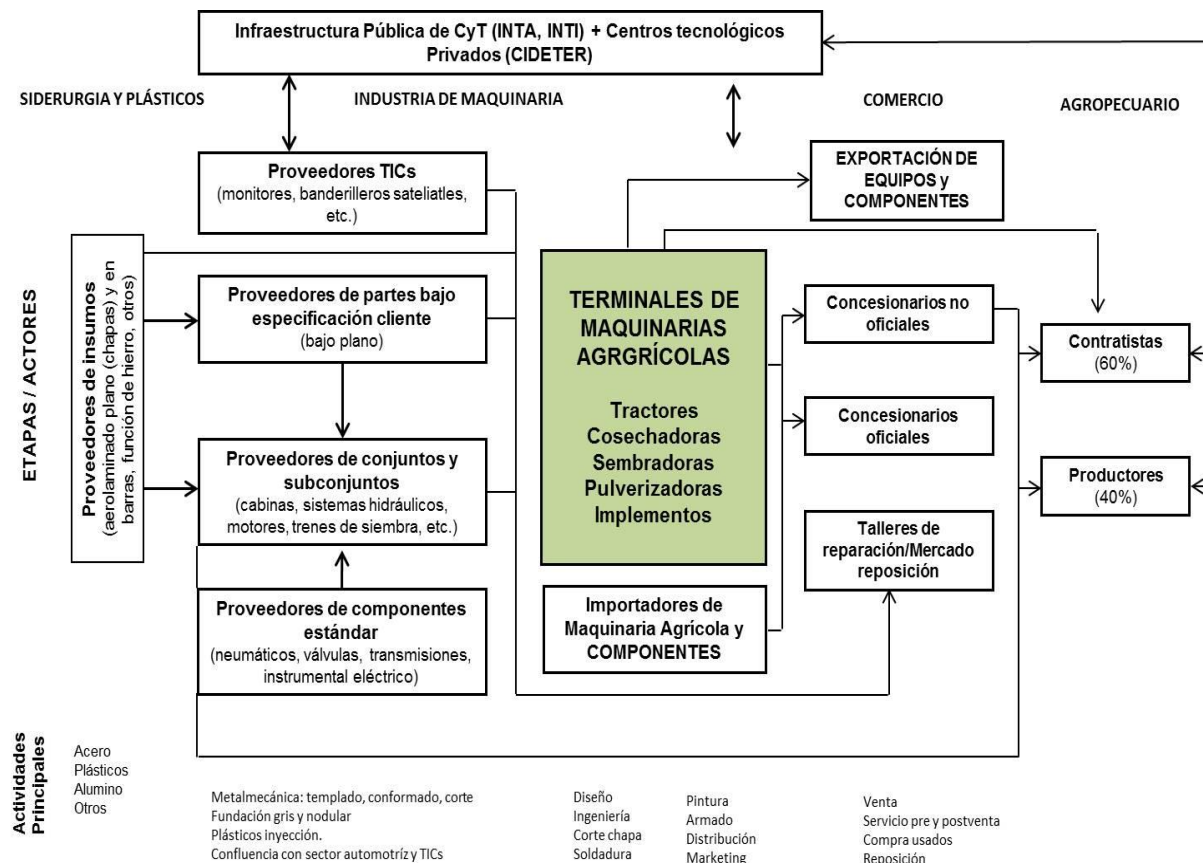 Infraestructura Pública de CyT (INTA, INTI) + Centros tecnológicos
Privados (CIDETER)
SIDERURGIA Y PLÁSTICOS
INDUSTRIA DE MAQUINARIA
COMERCIO
AGROPECUARIO
ETAPAS / ACTORES
Proveedores de insumos
(aerolaminado plano (chapas) y en
barras, función de hierro, otros)
Proveedores TICs
(monitores, banderilleros sateliatles,
etc.)
Proveedores de partes bajo
especificación cliente
(bajo plano)
Proveedores de conjuntos y
subconjuntos
(cabinas, sistemas hidráulicos,
motores, trenes de siembra, etc.)
Proveedores de componentes
estándar
(neumáticos, válvulas, transmisiones,
instrumental eléctrico)
TERMINALES DE
MAQUINARIAS
AGRGRÍCOLAS
Tractores
Cosechadoras
Sembradoras
Pulverizadoras
Implementos
Importadores de
Maquinaria Agrícola y
COMPONENTES
EXPORTACIÓN DE
EQUIPOS y
COMPONENTES
Concesionarios no
oficiales
Concesionarios
oficiales
Talleres de
reparación/Mercado
reposición
Contratistas
(60%)
Productores
(40%)
Actividades
Principales
Acero
Plásticos
Alumino
Otros
Metalmecánica: templado, conformado, corte
Fundación gris y nodular
Plásticos inyección.
Confluencia con sector automotríz y TICs
Diseño
Ingeniería
Corte chapa
Soldadura
Pintura
Armado
Distribución
Marketing
Venta
Servicio pre y postventa
Compra usados
Reposición